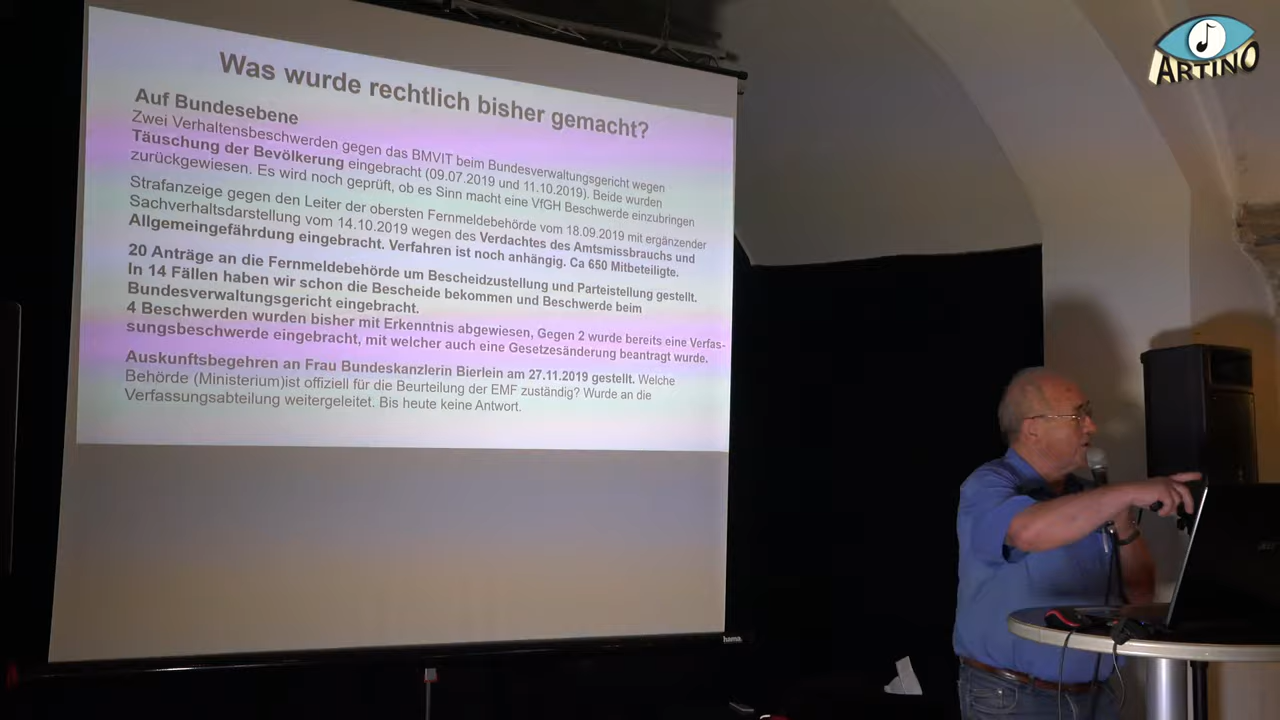 ARTINO
Was wurde rechtlich bisher gemacht?
Auf Bundesebene
Zwei Verhaltensbeschwerden gegen das BMVIT beim Bundesverwaltungsgericht wegen
Täuschung der Bevölkerung eingebracht (09.07.2019 und 11.10.2019). Beide wurden
zurückgewiesen. Es wird noch geprüft, ob es Sinn macht eine VfGH Beschwerde einzubringen
Strafanzeige gegen den Leiter der obersten Fernmeldebehörde vom 18.09.2019 mit ergänzender
Sachverhaltsdarstellung vom 14.10.2019 wegen des Verdachtes des Amtsmissbrauchs und
Allgemeingefährdung eingebracht. Verfahren ist noch anhängig. Ca 650 Mitbeteiligte.
20 Anträge an die Fernmeldebehörde um Bescheidzustellung und Parteistellung gestellt.
In 14 Fällen haben wir schon die Bescheide bekommen und Beschwerde beim
Bundesverwaltungsgericht eingebracht.
4 Beschwerden wurden bisher mit Erkenntnis abgewiesen, Gegen 2 wurde bereits eine Verfas-
sungsbeschwerde eingebracht, mit welcher auch eine Gesetzesänderung beantragt wurde.
Auskunftsbegehren an Frau Bundeskanzlerin Bierlein am 27.11.2019 gestellt. Welche
Behörde (Ministerium)ist offiziell für die Beurteilung der EMF zuständig? Wurde an die
Verfassungsabteilung weitergeleitet. Bis heute keine Antwort.
hama